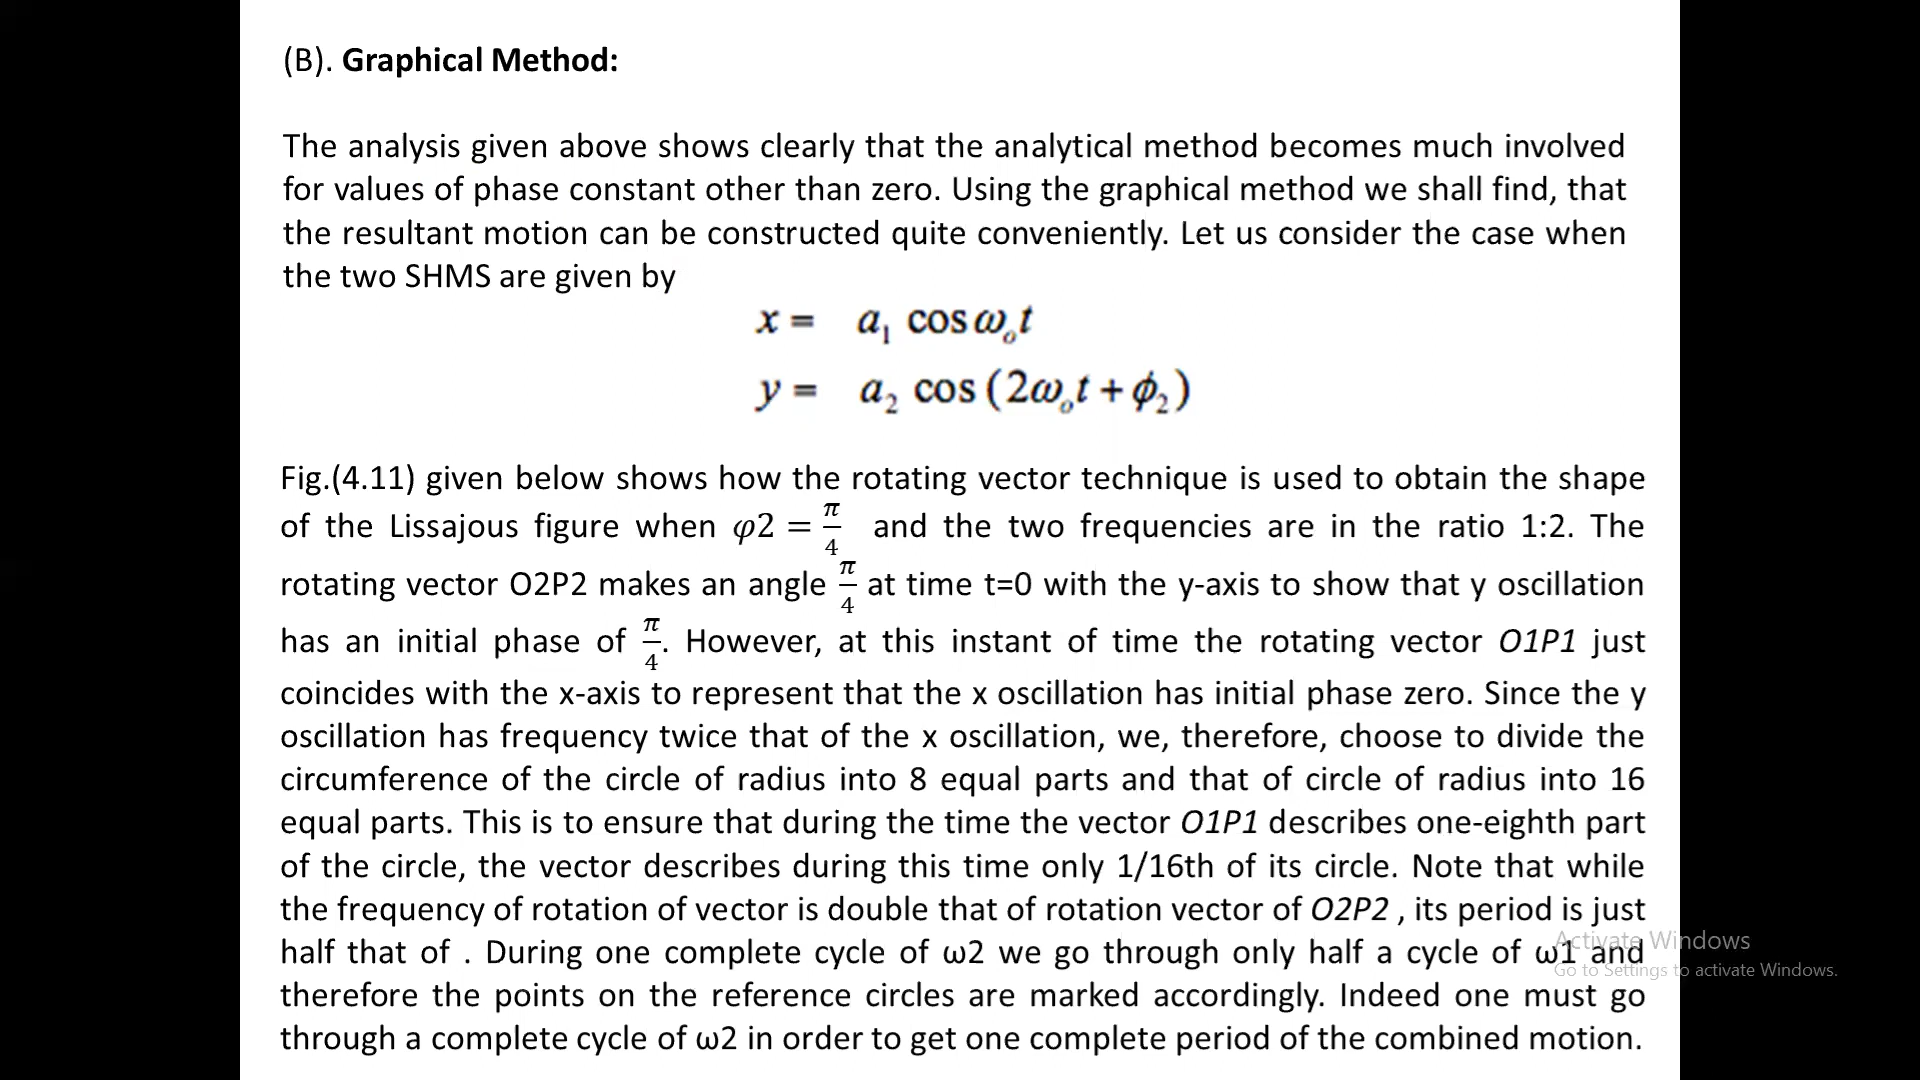 (B). Graphical Method:
The analysis given above shows clearly that the analytical method becomes much involved
for values of phase constant other than zero. Using the graphical method we shall find, that
the resultant motion can be constructed quite conveniently. Let us consider the case when
the two SHMS are given by
x = a₁ cos ω₀t
y = a₂ cos (2ω₀t + ϕ₂)
Fig.(4.11) given below shows how the rotating vector technique is used to obtain the shape
of the Lissajous figure when φ2 = π/4 and the two frequencies are in the ratio 1:2. The
rotating vector O2P2 makes an angle π/4 at time t=0 with the y-axis to show that y oscillation
has an initial phase of π/4. However, at this instant of time the rotating vector O1P1 just
coincides with the x-axis to represent that the x oscillation has initial phase zero. Since the y
oscillation has frequency twice that of the x oscillation, we, therefore, choose to divide the
circumference of the circle of radius into 8 equal parts and that of circle of radius into 16
equal parts. This is to ensure that during the time the vector O1P1 describes one-eighth part
of the circle, the vector describes during this time only 1/16th of its circle. Note that while
the frequency of rotation of vector is double that of rotation vector of O2P2 , its period is just
half that of . During one complete cycle of ω2 we go through only half a cycle of ω1 and
therefore the points on the reference circles are marked accordingly. Indeed one must go
through a complete cycle of ω2 in order to get one complete period of the combined motion.
Activate Windows
Go to Settings to activate Windows.